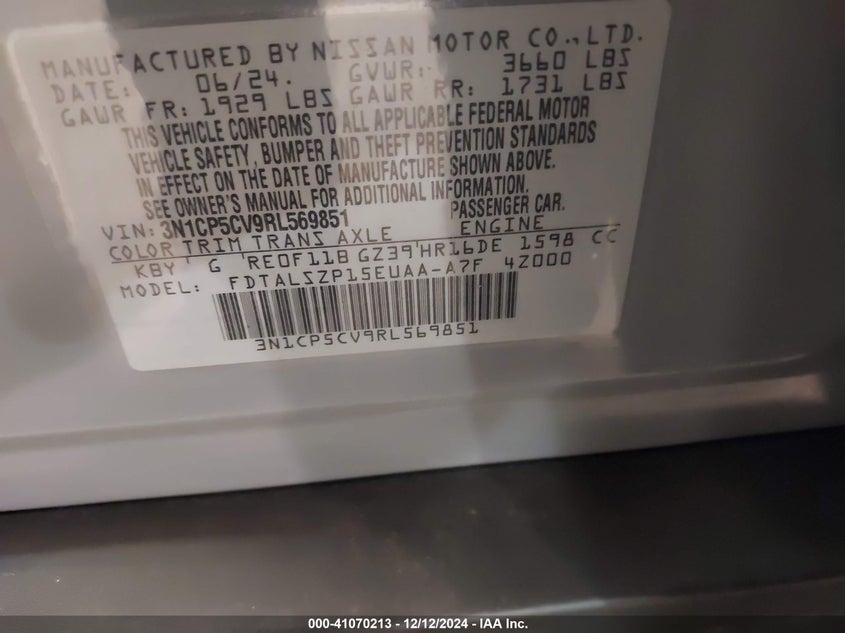 MANUFACTURED BY NISSAN MOTOR CO., LTD.
DATE: 06/24. GVWR: 3660 LBS
GAWR FR: 1929 LBS GAWR RR: 1731 LBS
THIS VEHICLE CONFORMS TO ALL APPLICABLE FEDERAL MOTOR
VEHICLE SAFETY, BUMPER AND THEFT PREVENTION STANDARDS
IN EFFECT ON THE DATE OF MANUFACTURE SHOWN ABOVE.
SEE OWNER'S MANUAL FOR ADDITIONAL INFORMATION.
VIN: 3N1CP5CV9RL569851 PASSENGER CAR.
COLOR TRIM TRANS AXLE ENGINE
KBY G RE0F11B GZ39 HR16DE 1598 CC
MODEL: FDTALSZP15EUAA-A7F 4Z000
3N1CP5CV9RL569851
000-41070213 - 12/12/2024 - IAA Inc.